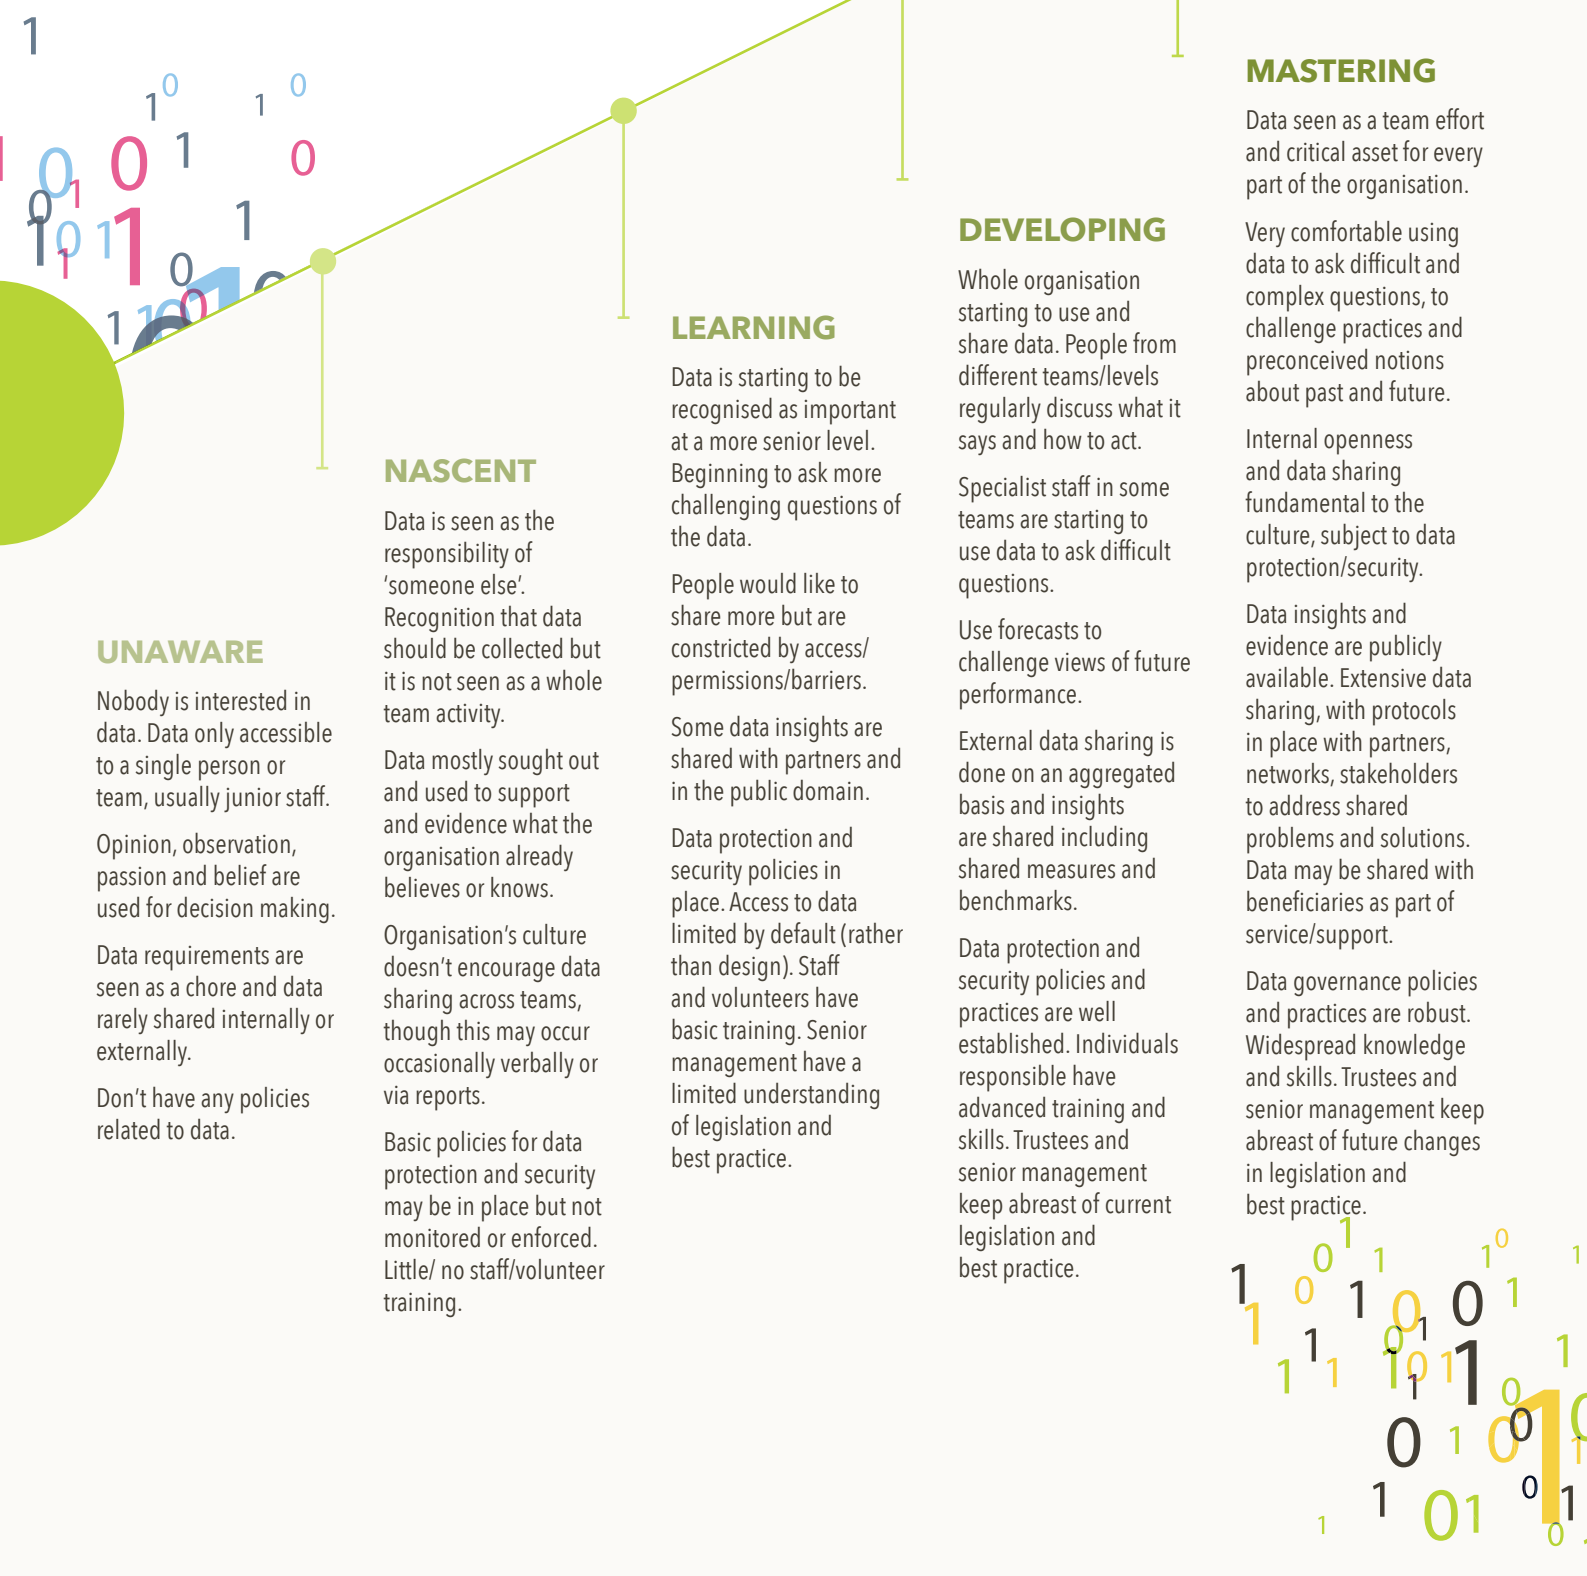 UNAWARE
Nobody is interested in
data. Data only accessible
to a single person or
team, usually junior staff.
Opinion, observation,
passion and belief are
used for decision making.
Data requirements are
seen as a chore and data
rarely shared internally or
externally.
Don’t have any policies
related to data.
NASCENT
Data is seen as the
responsibility of
‘someone else’.
Recognition that data
should be collected but
it is not seen as a whole
team activity.
Data mostly sought out
and used to support
and evidence what the
organisation already
believes or knows.
Organisation’s culture
doesn’t encourage data
sharing across teams,
though this may occur
occasionally verbally or
via reports.
Basic policies for data
protection and security
may be in place but not
monitored or enforced.
Little/ no staff/volunteer
training.
LEARNING
Data is starting to be
recognised as important
at a more senior level.
Beginning to ask more
challenging questions of
the data.
People would like to
share more but are
constricted by access/
permissions/barriers.
Some data insights are
shared with partners and
in the public domain.
Data protection and
security policies in
place. Access to data
limited by default (rather
than design). Staff
and volunteers have
basic training. Senior
management have a
limited understanding
of legislation and
best practice.
DEVELOPING
Whole organisation
starting to use and
share data. People from
different teams/levels
regularly discuss what it
says and how to act.
Specialist staff in some
teams are starting to
use data to ask difficult
questions.
Use forecasts to
challenge views of future
performance.
External data sharing is
done on an aggregated
basis and insights
are shared including
shared measures and
benchmarks.
Data protection and
security policies and
practices are well
established. Individuals
responsible have
advanced training and
skills. Trustees and
senior management
keep abreast of current
legislation and
best practice.
MASTERING
Data seen as a team effort
and critical asset for every
part of the organisation.
Very comfortable using
data to ask difficult and
complex questions, to
challenge practices and
preconceived notions
about past and future.
Internal openness
and data sharing
fundamental to the
culture, subject to data
protection/security.
Data insights and
evidence are publicly
available. Extensive data
sharing, with protocols
in place with partners,
networks, stakeholders
to address shared
problems and solutions.
Data may be shared with
beneficiaries as part of
service/support.
Data governance policies
and practices are robust.
Widespread knowledge
and skills. Trustees and
senior management keep
abreast of future changes
in legislation and
best practice.